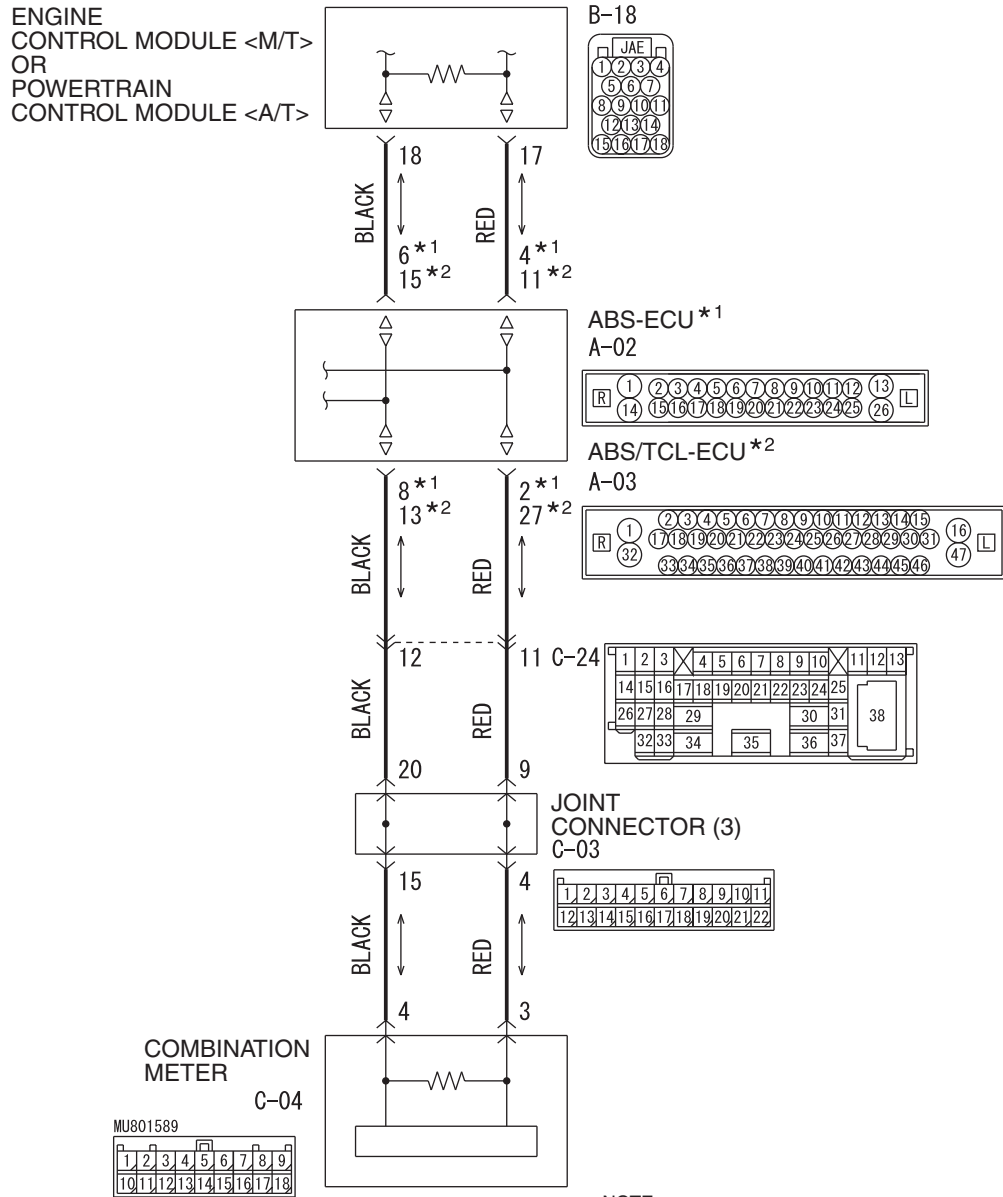 ENGINE
CONTROL MODULE <M/T>
OR
POWERTRAIN
CONTROL MODULE <A/T>
B-18
JAE
1 2 3 4
5 6 7
8 9 10 11
12 13 14
15 16 17 18
18 17
BLACK RED
6*1 4*1
15*2 11*2
ABS-ECU*1
A-02
R 1 2 3 4 5 6 7 8 9 10 11 12 13 L
14 15 16 17 18 19 20 21 22 23 24 25 26
ABS/TCL-ECU*2
A-03
8*1 2*1
13*2 27*2
2 3 4 5 6 7 8 9 10 11 12 13 14 15
R 1 17 18 19 20 21 22 23 24 25 26 27 28 29 30 31 16 L
32 33 34 35 36 37 38 39 40 41 42 43 44 45 46 47
BLACK RED
12 11 C-24
1 2 3 4 5 6 7 8 9 10 11 12 13
14 15 16 17 18 19 20 21 22 23 24 25
26 27 28 29 30 31 38
32 33 34 35 36 37
BLACK RED
20 9
JOINT
CONNECTOR (3)
C-03
15 4
1 2 3 4 5 6 7 8 9 10 11
12 13 14 15 16 17 18 19 20 21 22
BLACK RED
4 3
COMBINATION
METER
C-04
MU801589
1 2 3 4 5 6 7 8 9
10 11 12 13 14 15 16 17 18